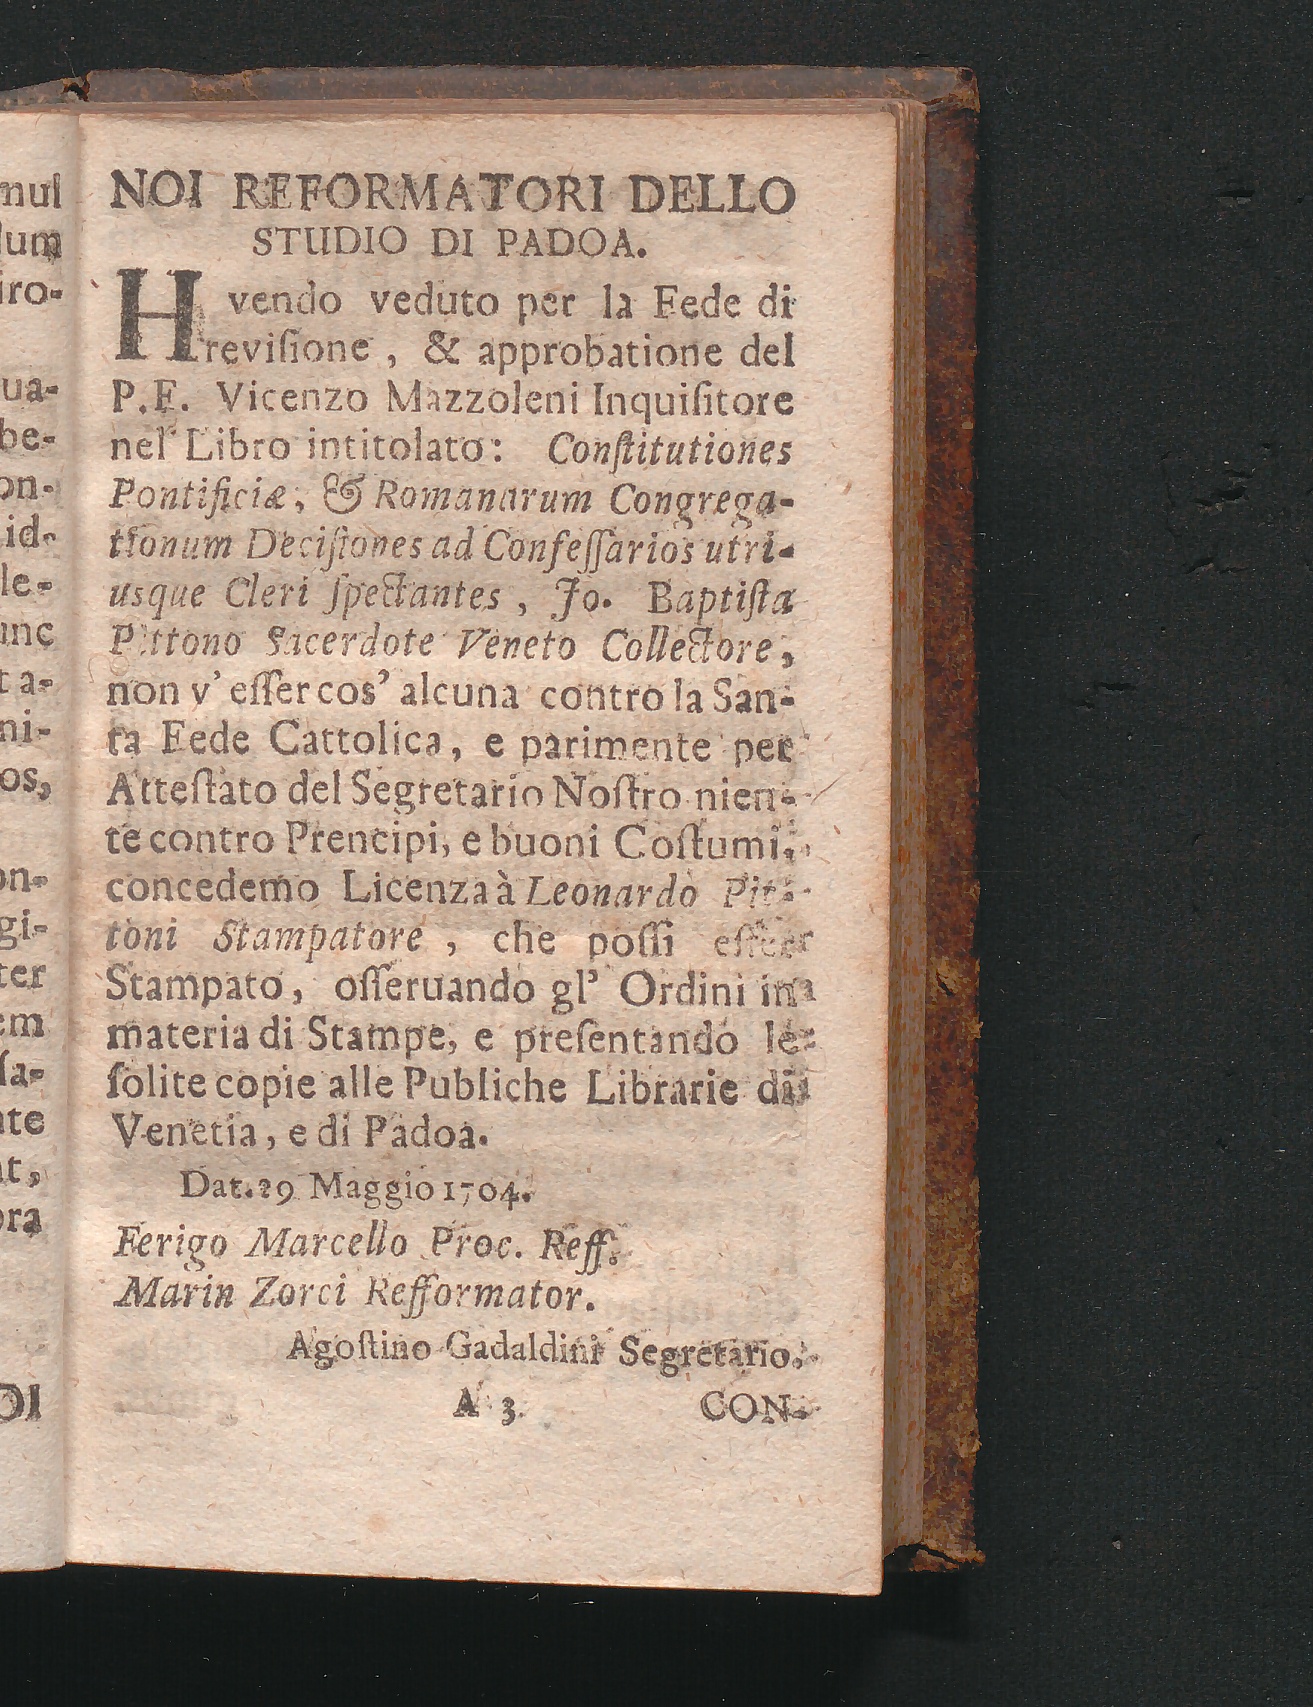 NOI REFORMATORI DELLO
STUDIO DI PADOA.
Hvendo veduto per la Fede di
reviſione, & approbatione del
P.F. Vicenzo Mazzoleni Inquiſitore
nel Libro intitolato: Conſtitutiones
Pontificiæ, & Romanarum Congrega-
tionum Deciſiones ad Confeſſarios utri-
usque Cleri ſpectantes, Jo. Baptiſta
Pittono Sacerdote Veneto Collectore,
non v' eſſer cos' alcuna contro la San-
ta Fede Cattolica, e parimente per
Atteſtato del Segretario Noſtro nien-
te contro Prencipi, e buoni Coſtumi,
concedemo Licenza à Leonardo Pit-
toni Stampatore, che poſſi eſſer
Stampato, oſſeruando gl' Ordini in
materia di Stampe, e preſentando le
ſolite copie alle Publiche Librarie di
Venetia, e di Padoa.
Dat. 29 Maggio 1704.
Ferigo Marcello Proc. Reff.
Marin Zorci Refformator.
Agoſtino Gadaldini Segretario.
A 3 CON-